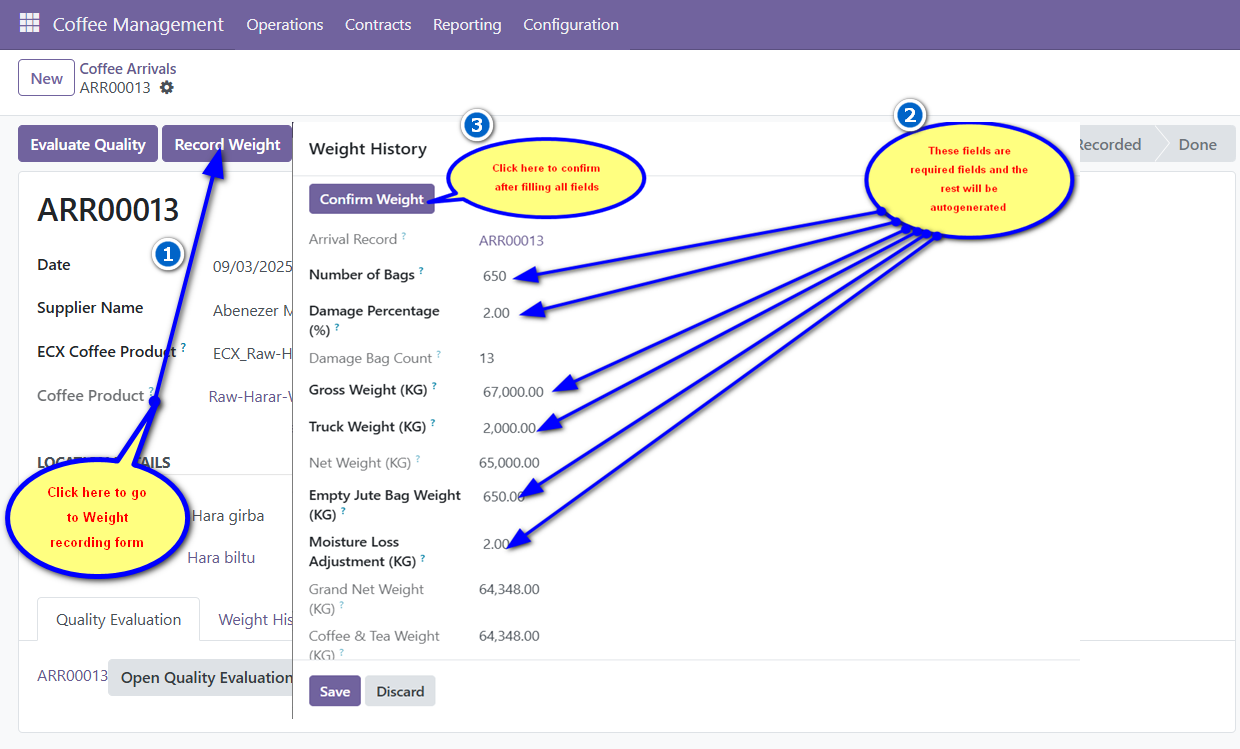 Coffee Management Operations Contracts Reporting Configuration
New
Coffee Arrivals
ARR00013
Evaluate Quality
Record Weight
ARR00013
Date
09/03/2025
Supplier Name
Abenezer M
ECX Coffee Product ?
ECX_Raw-H
Coffee Product ?
Raw-Harar-
1
Click here to go
to Weight
recording form
Hara girba
Hara biltu
Quality Evaluation
Weight His
ARR00013
Open Quality Evaluation
Weight History
3
Click here to confirm
after filling all fields
Confirm Weight
2
These fields are
required fields and the
rest will be
autogenerated
Recorded
Done
Arrival Record ?
ARR00013
Number of Bags ?
650
Damage Percentage
(%) ?
2.00
Damage Bag Count ?
13
Gross Weight (KG) ?
67,000.00
Truck Weight (KG) ?
2,000.00
Net Weight (KG) ?
65,000.00
Empty Jute Bag Weight
(KG) ?
650.00
Moisture Loss
Adjustment (KG) ?
2.00
Grand Net Weight
(KG) ?
64,348.00
Coffee & Tea Weight
(KG) ?
64,348.00
Save
Discard